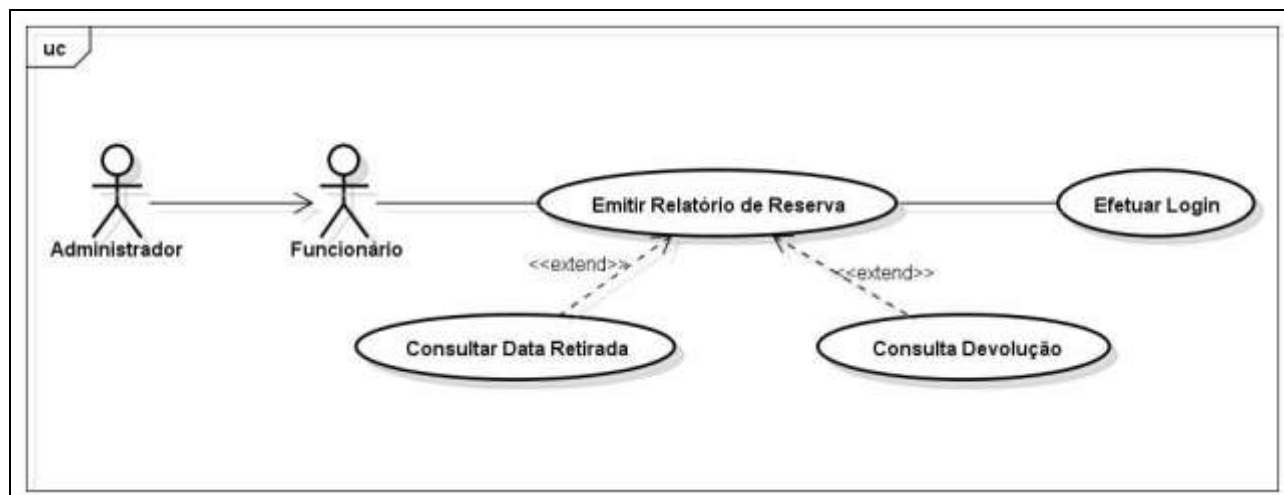 uc
Emitir Relatório de Reserva
Efetuar Login
Administrador
Funcionário
<<extend>>
<<extend>>
Consultar Data Retirada
Consulta Devolução